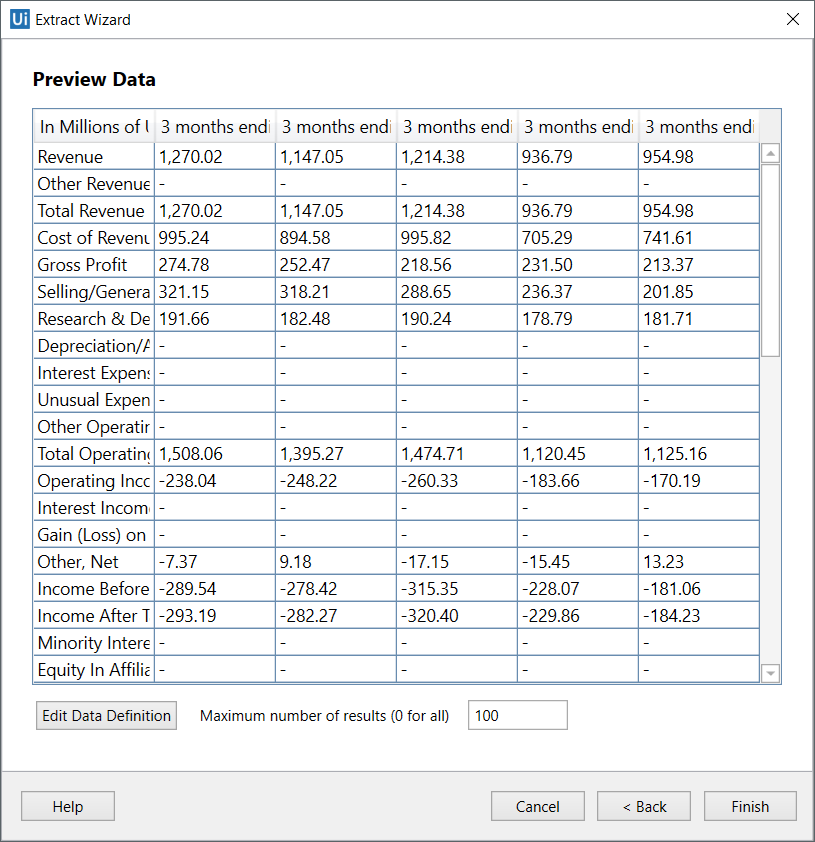 Ui Extract Wizard
Preview Data
In Millions of U 3 months endi 3 months endi 3 months endi 3 months endi 3 months endi
Revenue 1,270.02 1,147.05 1,214.38 936.79 954.98
Other Revenue - - - - -
Total Revenue 1,270.02 1,147.05 1,214.38 936.79 954.98
Cost of Revenu 995.24 894.58 995.82 705.29 741.61
Gross Profit 274.78 252.47 218.56 231.50 213.37
Selling/Genera 321.15 318.21 288.65 236.37 201.85
Research & De 191.66 182.48 190.24 178.79 181.71
Depreciation/A - - - - -
Interest Expens - - - - -
Unusual Expen - - - - -
Other Operatin - - - - -
Total Operating 1,508.06 1,395.27 1,474.71 1,120.45 1,125.16
Operating Inco -238.04 -248.22 -260.33 -183.66 -170.19
Interest Income - - - - -
Gain (Loss) on - - - - -
Other, Net -7.37 9.18 -17.15 -15.45 13.23
Income Before -289.54 -278.42 -315.35 -228.07 -181.06
Income After T -293.19 -282.27 -320.40 -229.86 -184.23
Minority Intere - - - - -
Equity In Affilia - - - - -
Edit Data Definition Maximum number of results (0 for all) 100
Help Cancel < Back Finish